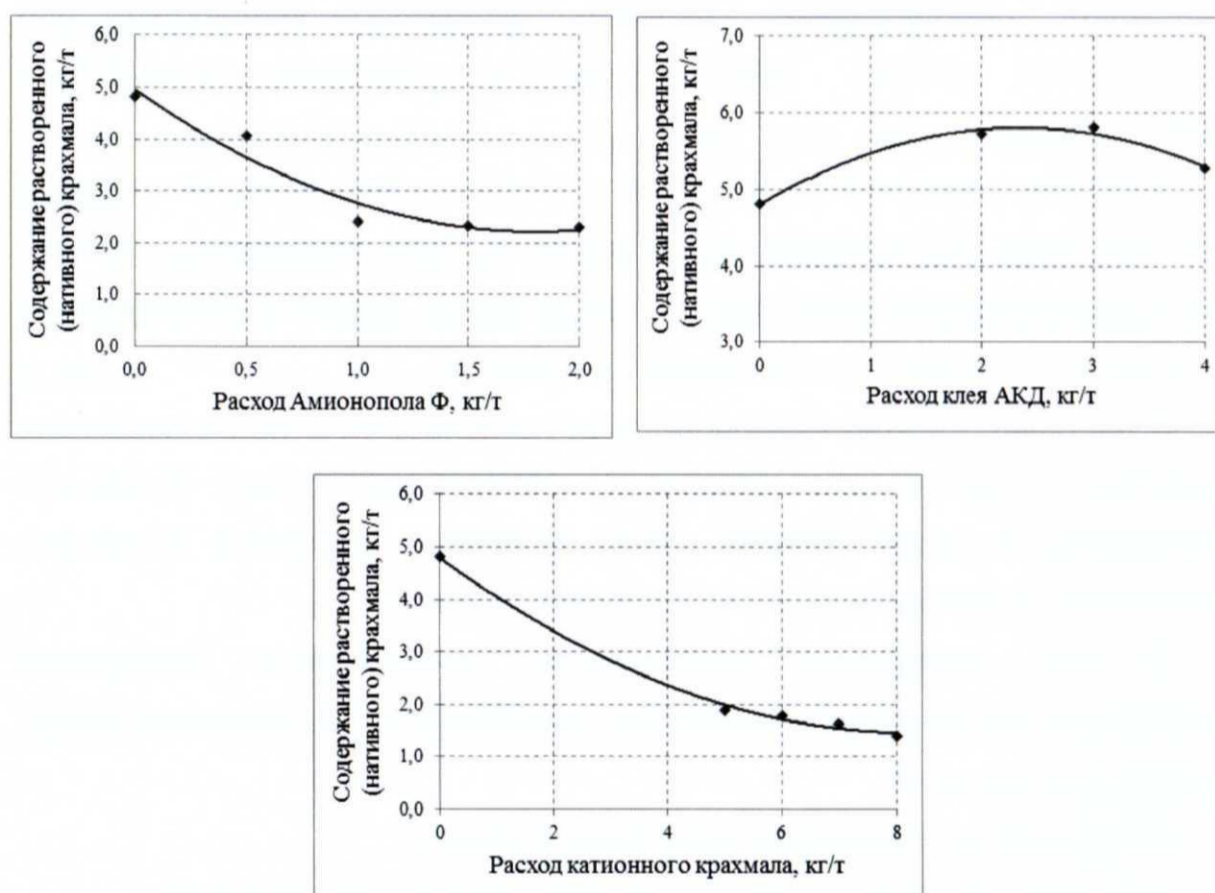 Содержание растворенного
(нативного) крахмала, кг/т
6,0
5,0
4,0
3,0
2,0
1,0
0,0
0,0 0,5 1,0 1,5 2,0
Расход Амионопола Ф, кг/т
Содержание растворенного
(нативного) крахмала, кг/т
7,0
6,0
5,0
4,0
3,0
0 1 2 3 4
Расход клея АКД, кг/т
Содержание растворенного
(нативного) крахмала, кг/т
6,0
5,0
4,0
3,0
2,0
1,0
0,0
0 2 4 6 8
Расход катионного крахмала, кг/т